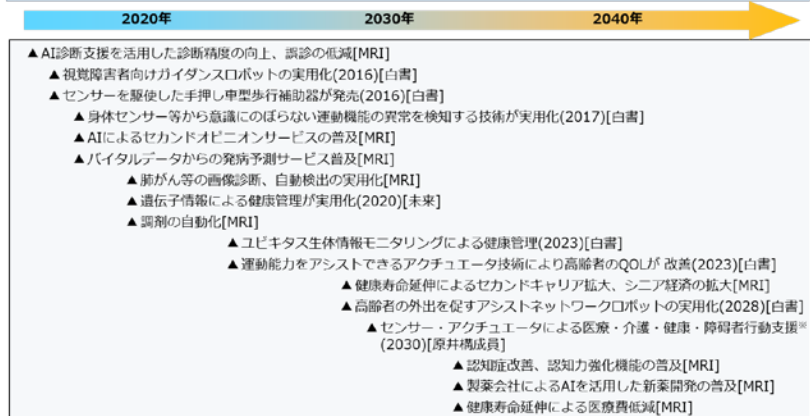 2020年 2030年 2040年
▲AI診断支援を活用した診断精度の向上、誤診の低減[MRI]
▲視覚障害者向けガイダンスロボットの実用化(2016)[白書]
▲センサーを駆使した手押し車型歩行補助器が発売(2016)[白書]
▲身体センサー等から意識にのぼらない運動機能の異常を検知する技術が実用化(2017)[白書]
▲AIによるセカンドオピニオンサービスの普及[MRI]
▲バイタルデータからの発病予測サービス普及[MRI]
▲肺がん等の画像診断、自動検出の実用化[MRI]
▲遺伝子情報による健康管理が実用化(2020)[未来]
▲調剤の自動化[MRI]
▲ユビキタス生体情報モニタリングによる健康管理(2023)[白書]
▲運動能力をアシストできるアクチュエータ技術により高齢者のQOLが 改善(2023)[白書]
▲健康寿命延伸によるセカンドキャリア拡大、シニア経済の拡大[MRI]
▲高齢者の外出を促すアシストネットワークロボットの実用化(2028)[白書]
▲センサー・アクチュエータによる医療・介護・健康・障碍者行動支援※
(2030)[原井構成員]
▲認知症改善、認知力強化機能の普及[MRI]
▲製薬会社によるAIを活用した新薬開発の普及[MRI]
▲健康寿命延伸による医療費低減[MRI]